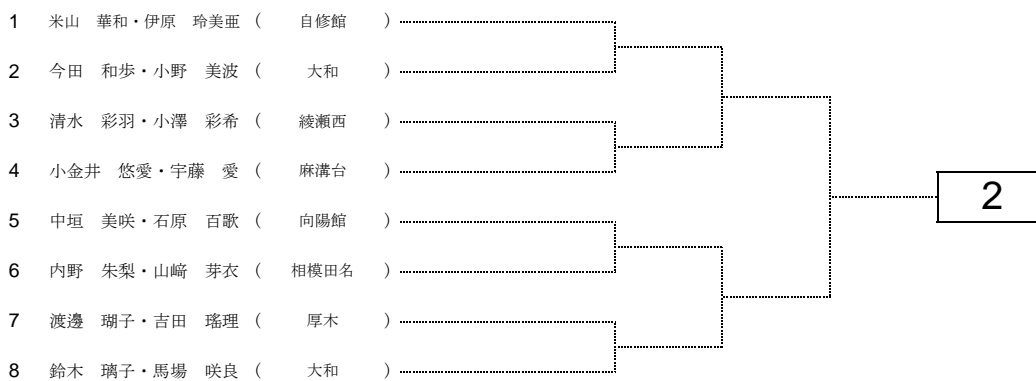 1 米山 華和・伊原 玲美亜 ( 自修館 )
2 今田 和歩・小野 美波 ( 大和 )
3 清水 彩羽・小澤 彩希 ( 綾瀬西 )
4 小金井 悠愛・宇藤 愛 ( 麻溝台 )
5 中垣 美咲・石原 百歌 ( 向陽館 )
6 内野 朱梨・山﨑 芽衣 ( 相模田名 )
7 渡邊 瑚子・吉田 瑤理 ( 厚木 )
8 鈴木 璃子・馬場 咲良 ( 大和 )
2